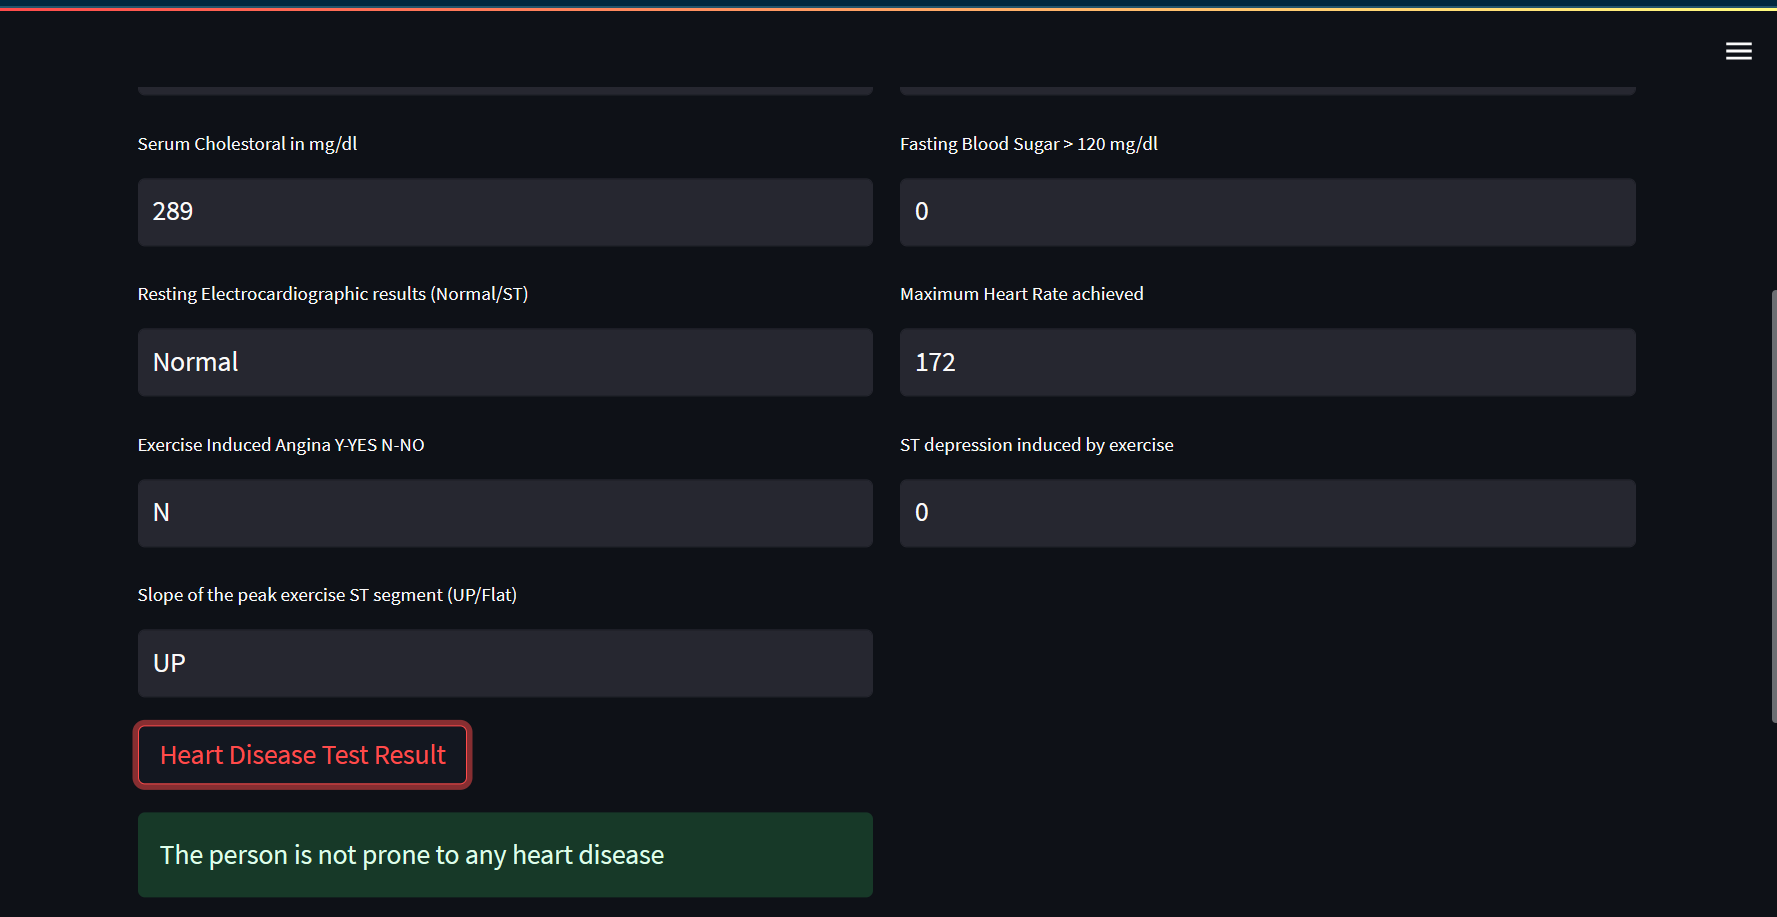 Serum Cholestoral in mg/dl
Fasting Blood Sugar > 120 mg/dl
289
0
Resting Electrocardiographic results (Normal/ST)
Maximum Heart Rate achieved
Normal
172
Exercise Induced Angina Y-YES N-NO
ST depression induced by exercise
N
0
Slope of the peak exercise ST segment (UP/Flat)
UP
Heart Disease Test Result
The person is not prone to any heart disease